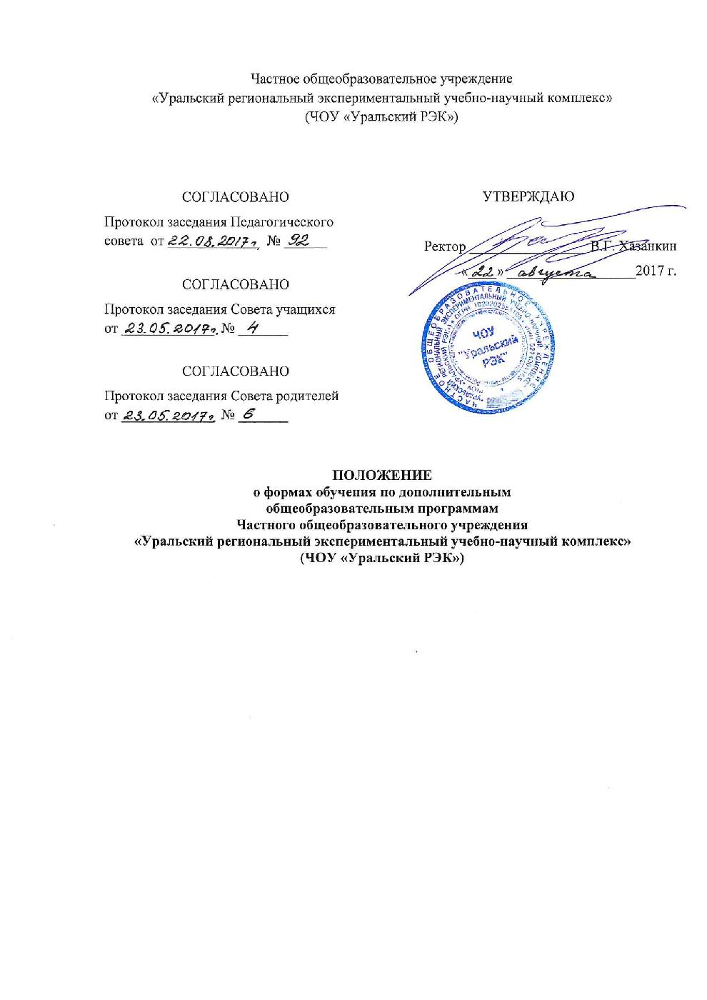 Частное общеобразовательное учреждение
«Уральский региональный экспериментальный учебно-научный комплекс»
(ЧОУ «Уральский РЭК»)
СОГЛАСОВАНО
Протокол заседания Педагогического
совета от 22.08.2017г. № 92
СОГЛАСОВАНО
Протокол заседания Совета учащихся
от 23.05.2017г. № 4
СОГЛАСОВАНО
Протокол заседания Совета родителей
от 23.05.2017г. № 6
УТВЕРЖДАЮ
Ректор В.Г. Хазанкин
«22» августа 2017 г.
ЧАСТНОЕ ОБЩЕОБРАЗОВАТЕЛЬНОЕ УЧРЕЖДЕНИЕ
ЧОУ
"Уральский
РЭК"
ПОЛОЖЕНИЕ
о формах обучения по дополнительным
общеобразовательным программам
Частного общеобразовательного учреждения
«Уральский региональный экспериментальный учебно-научный комплекс»
(ЧОУ «Уральский РЭК»)